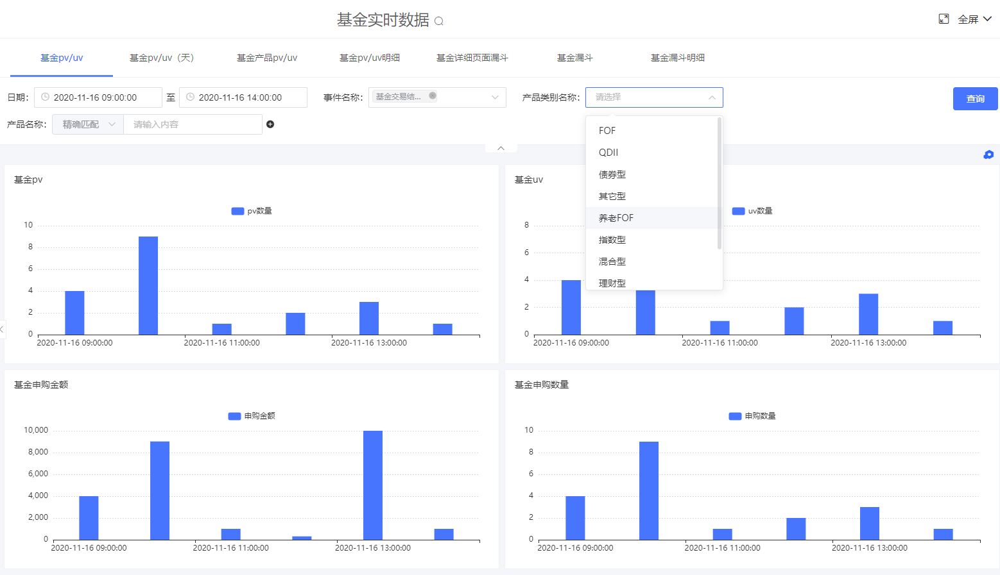 基金实时数据
全屏
基金pv/uv
基金pv/uv（天）
基金产品pv/uv
基金pv/uv明细
基金详细页面漏斗
基金漏斗
基金漏斗明细
日期：
2020-11-16 09:00:00
至
2020-11-16 14:00:00
事件名称：
基金交易结...
产品类别名称：
请选择
查询
产品名称：
精确匹配
请输入内容
FOF
QDII
债券型
其它型
养老FOF
指数型
混合型
理财型
基金pv
pv数量
10
8
6
4
2
0
2020-11-16 09:00:00
2020-11-16 11:00:00
2020-11-16 13:00:00
基金uv
uv数量
8
6
4
2
0
2020-11-16 09:00:00
2020-11-16 11:00:00
2020-11-16 13:00:00
基金申购金额
申购金额
10,000
8,000
6,000
4,000
2,000
0
2020-11-16 09:00:00
2020-11-16 11:00:00
2020-11-16 13:00:00
基金申购数量
申购数量
10
8
6
4
2
0
2020-11-16 09:00:00
2020-11-16 11:00:00
2020-11-16 13:00:00